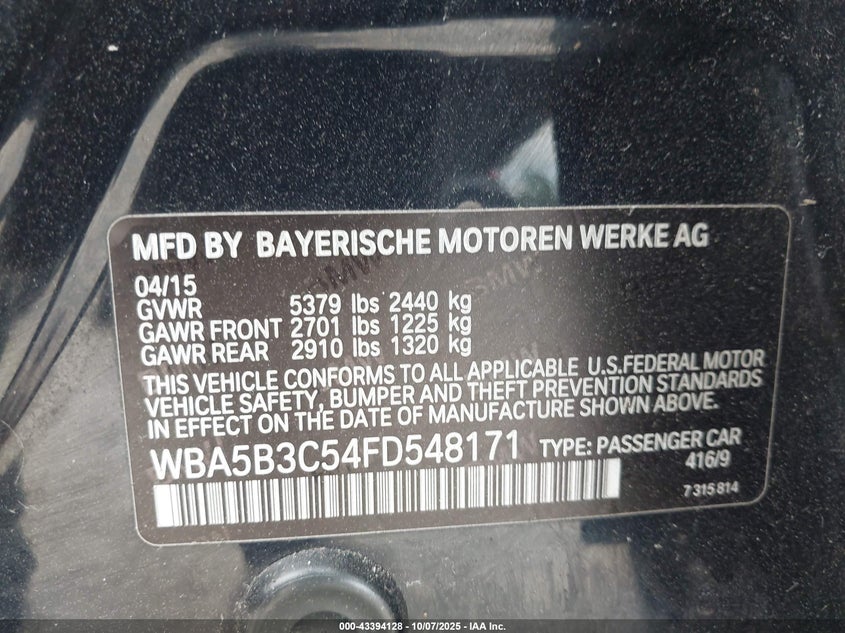 MFD BY BAYERISCHE MOTOREN WERKE AG
04/15
GVWR 5379 lbs 2440 kg
GAWR FRONT 2701 lbs 1225 kg
GAWR REAR 2910 lbs 1320 kg
THIS VEHICLE CONFORMS TO ALL APPLICABLE U.S.FEDERAL MOTOR
VEHICLE SAFETY, BUMPER AND THEFT PREVENTION STANDARDS
IN EFFECT ON THE DATE OF MANUFACTURE SHOWN ABOVE.
WBA5B3C54FD548171 TYPE: PASSENGER CAR
416/9
7 315 814
000-43394128 - 10/07/2025 - IAA Inc.